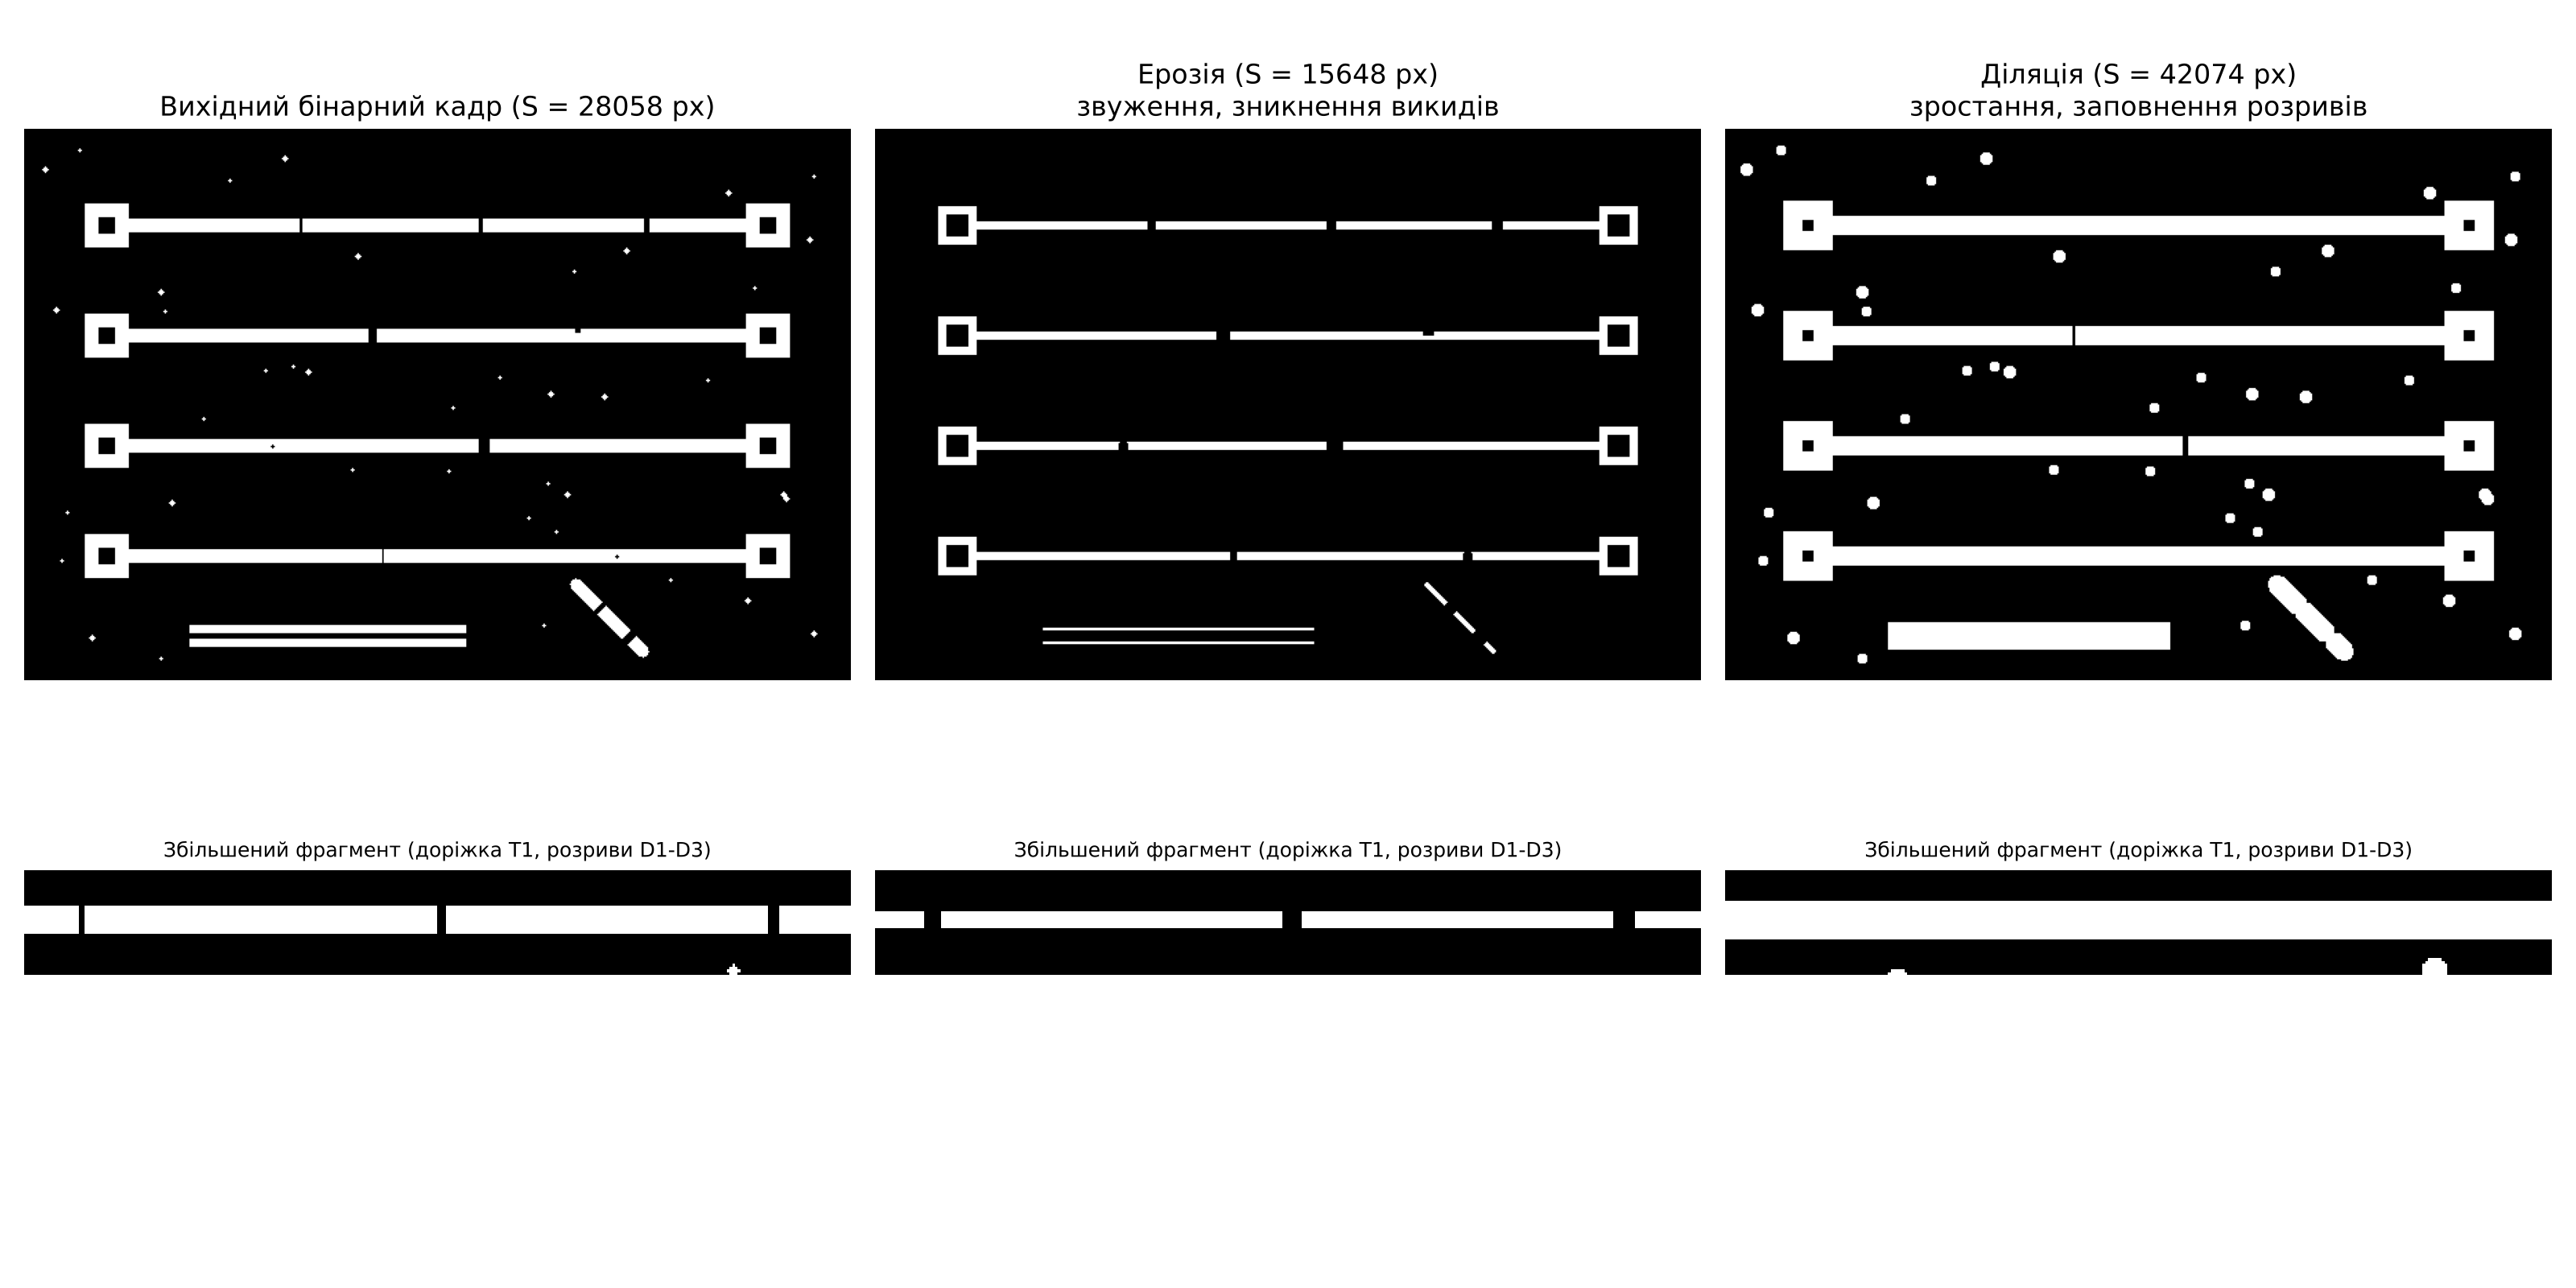 Вихідний бінарний кадр (S = 28058 px)
Ерозія (S = 15648 px)
звуження, зникнення викидів
Діляція (S = 42074 px)
зростання, заповнення розривів
Збільшений фрагмент (доріжка T1, розриви D1-D3)
Збільшений фрагмент (доріжка T1, розриви D1-D3)
Збільшений фрагмент (доріжка T1, розриви D1-D3)